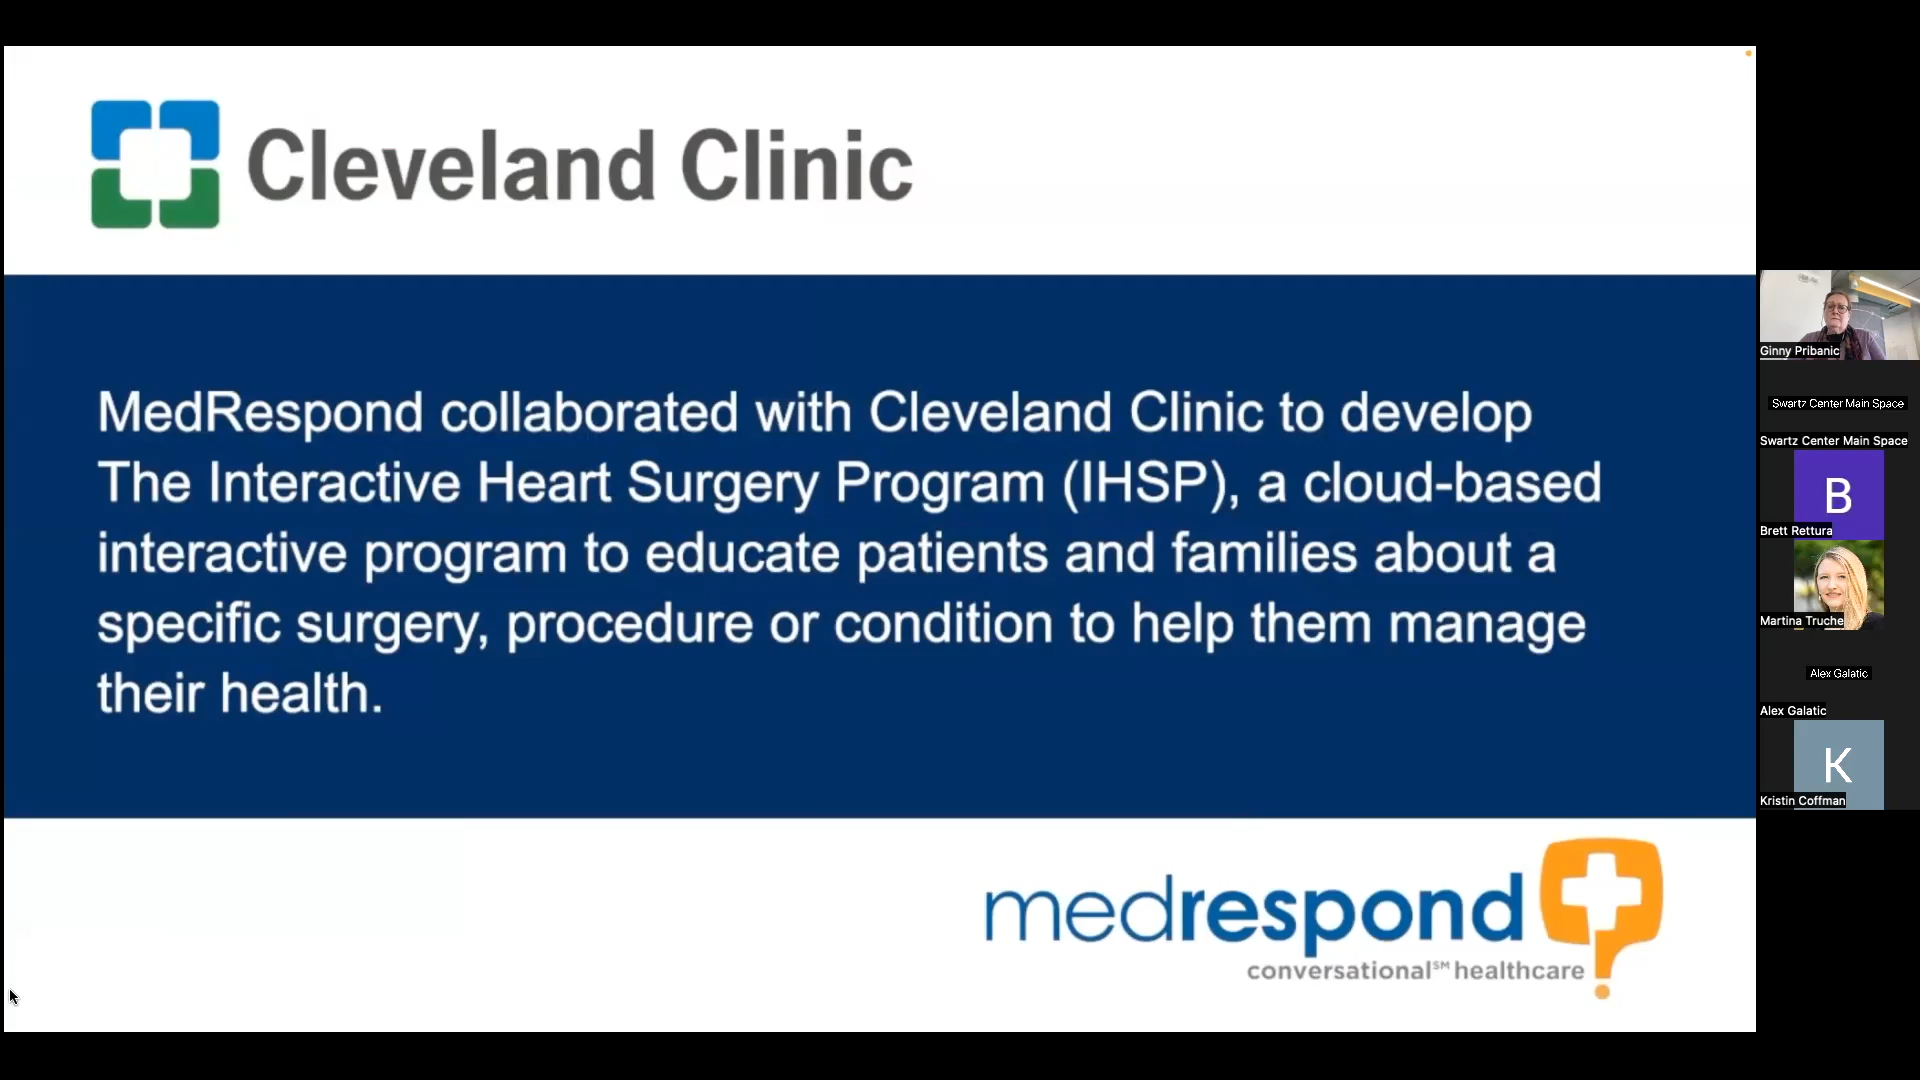 Cleveland Clinic
MedRespond collaborated with Cleveland Clinic to develop
The Interactive Heart Surgery Program (IHSP), a cloud-based
interactive program to educate patients and families about a
specific surgery, procedure or condition to help them manage
their health.
medrespond
conversational℠ healthcare
Ginny Pribanic
Swartz Center Main Space
Swartz Center Main Space
B
Brett Rettura
Martina Truche
Alex Galatic
Alex Galatic
K
Kristin Coffman